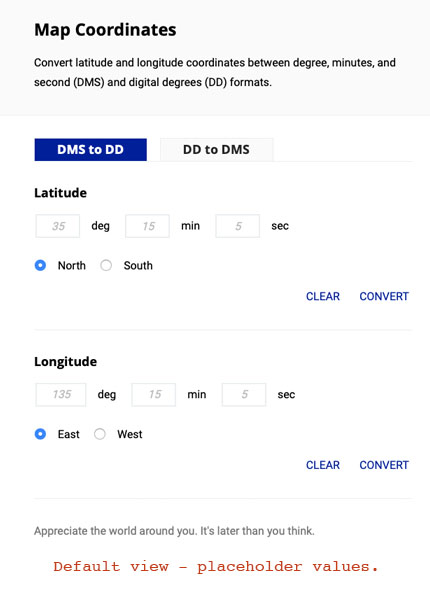 Map Coordinates
Convert latitude and longitude coordinates between degree, minutes, and
second (DMS) and digital degrees (DD) formats.
DMS to DD DD to DMS
Latitude
35 deg 15 min 5 sec
North South
CLEAR CONVERT
Longitude
135 deg 15 min 5 sec
East West
CLEAR CONVERT
Appreciate the world around you. It's later than you think.
Default view - placeholder values.